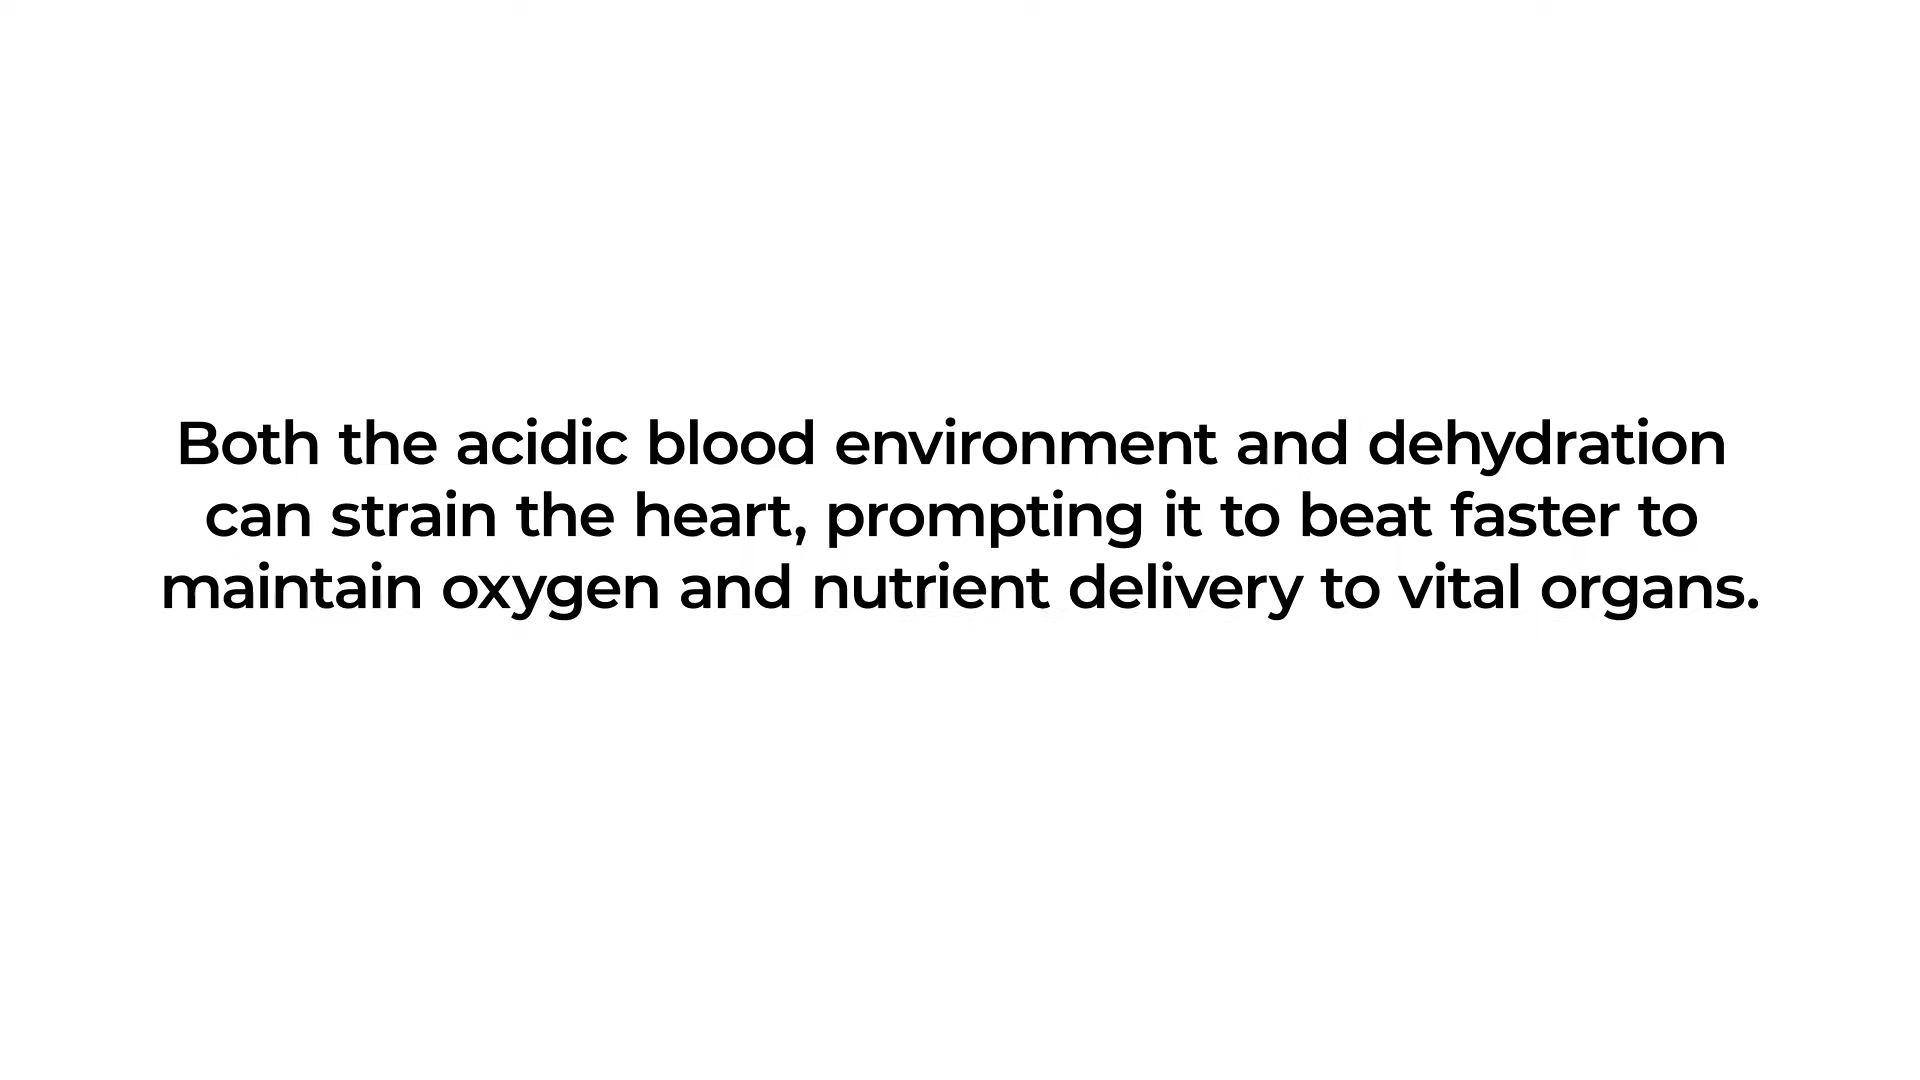 Both the acidic blood environment and dehydration
can strain the heart, prompting it to beat faster to
maintain oxygen and nutrient delivery to vital organs.